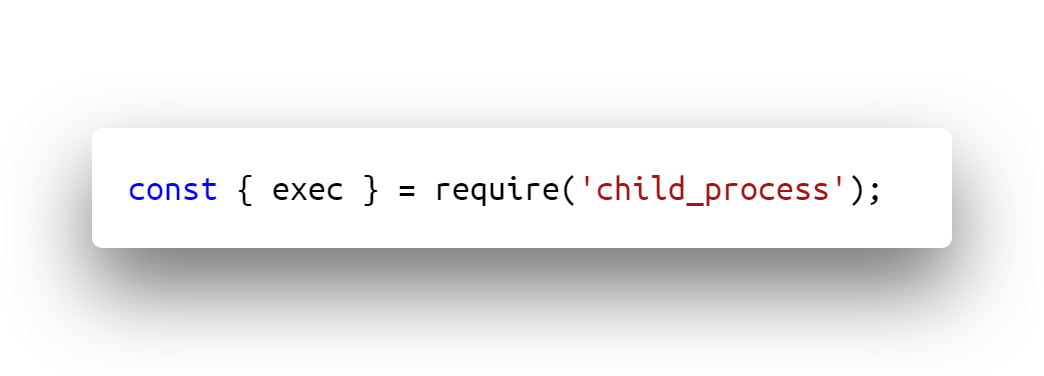 const { exec } = require('child_process');